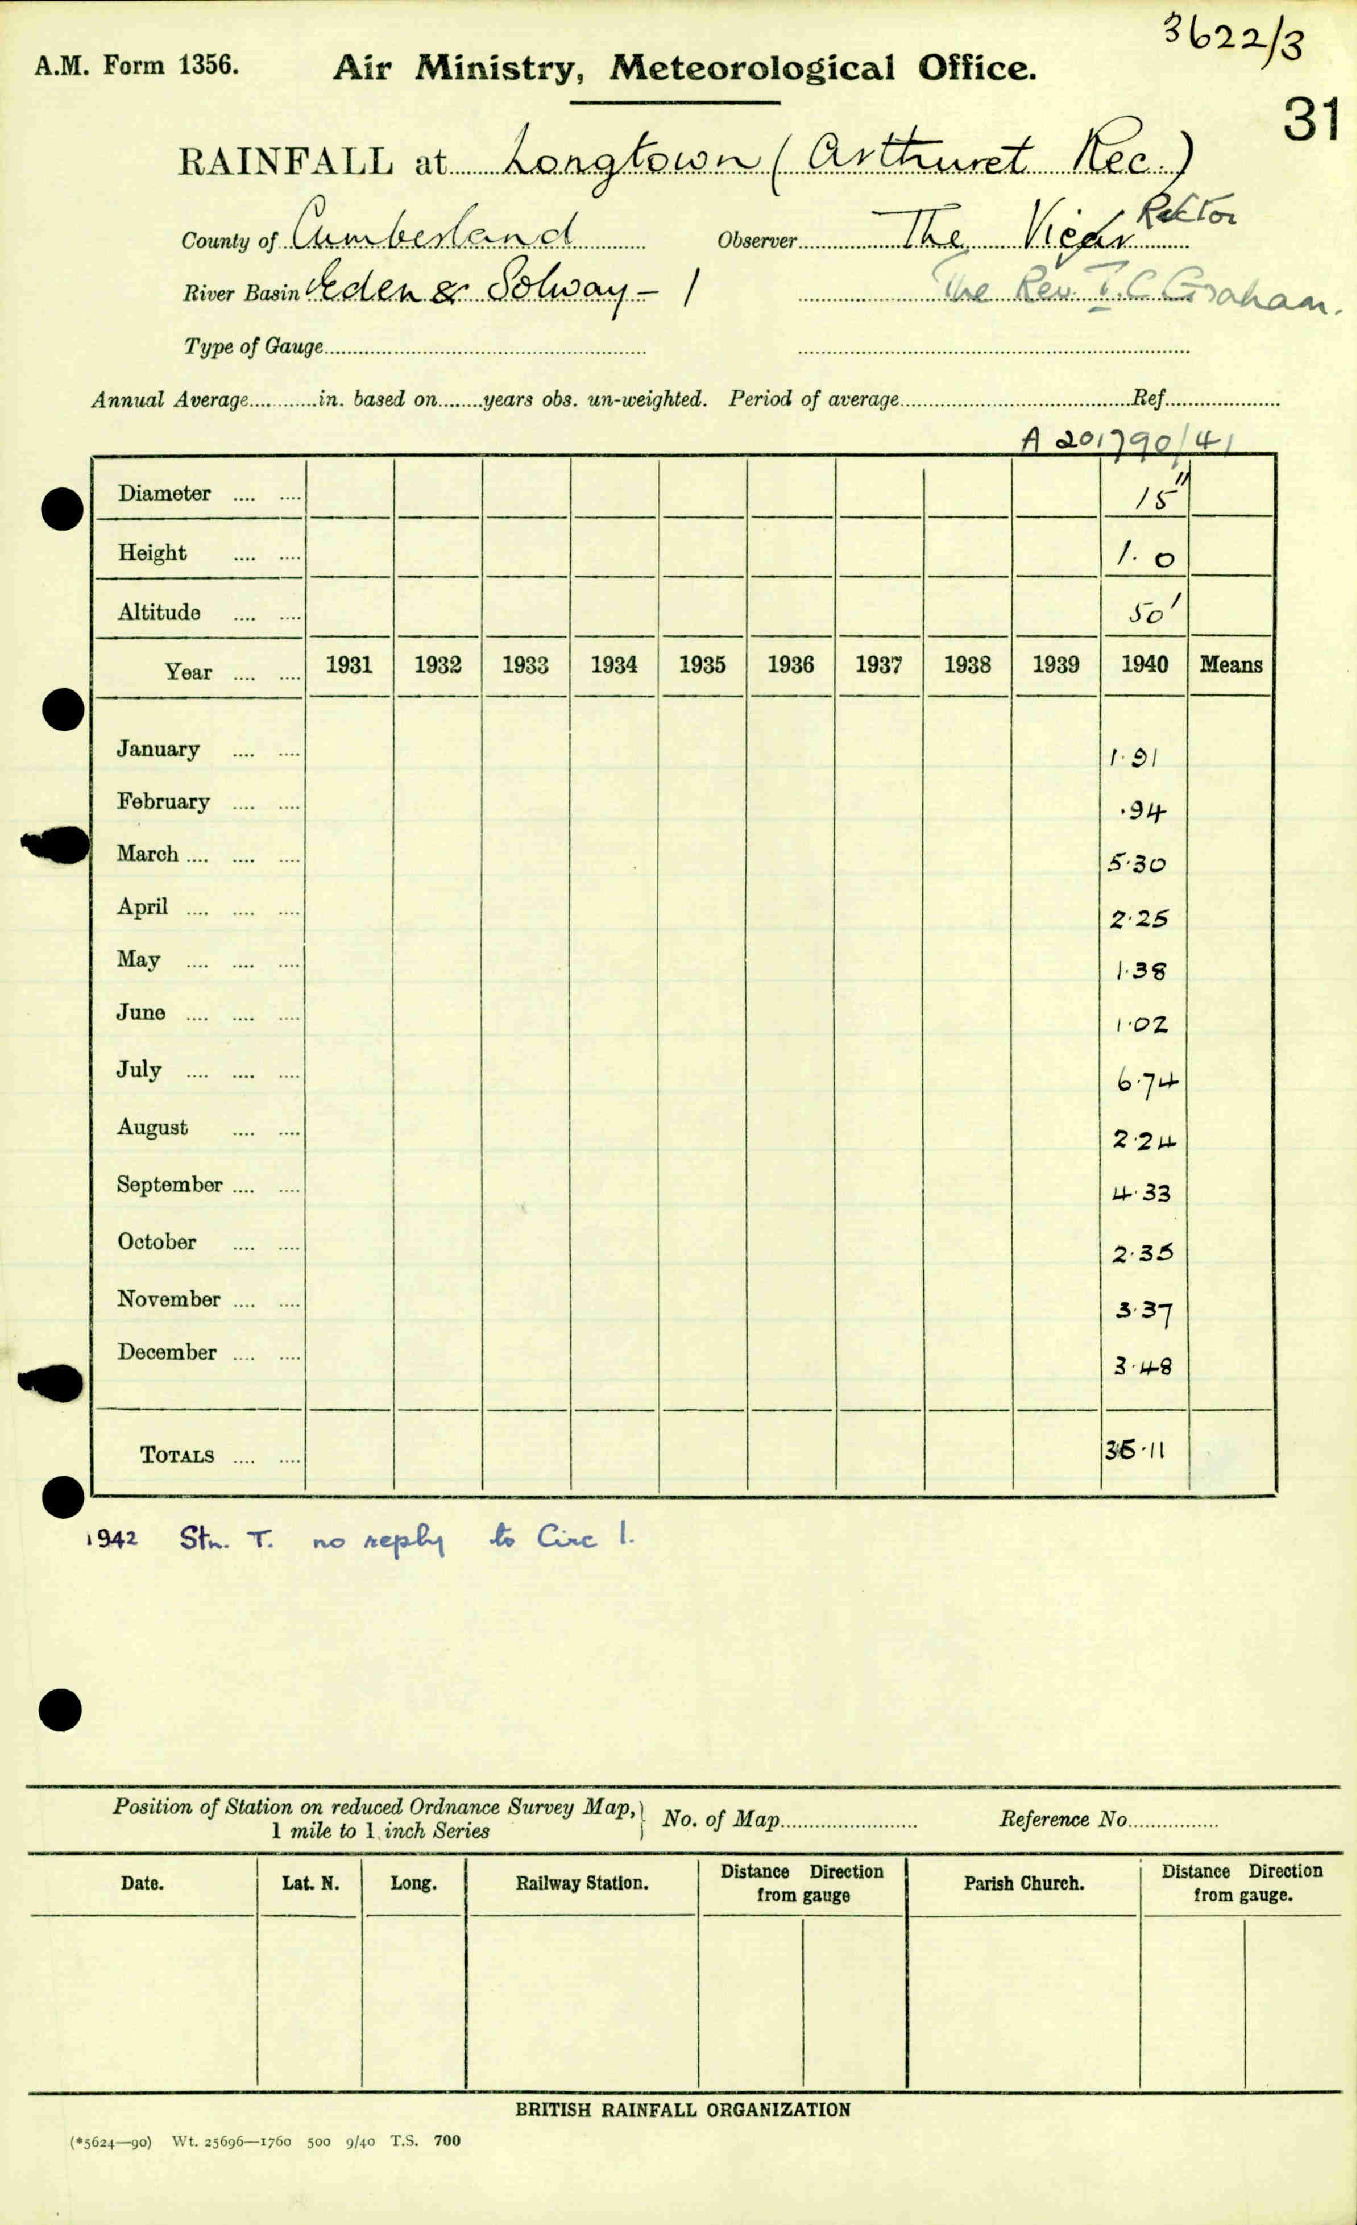 3622/3
A.M. Form 1356. Air Ministry, Meteorological Office.
31
RAINFALL at Longtown (Arthuret Rec.)
County of Cumberland Observer The Vicar Rector
River Basin Eden & Solway - 1 The Rev. T. C Graham.
Type of Gauge
Annual Average in. based on years obs. un-weighted. Period of average Ref
A 201790/41
Diameter 15"
Height 1. 0
Altitude 50'
Year 1931 1932 1933 1934 1935 1936 1937 1938 1939 1940 Means
January 1·91
February ·94
March 5·30
April 2·25
May 1·38
June 1·02
July 6·74
August 2·24
September 4·33
October 2·35
November 3·37
December 3·48
TOTALS 35·11
1942 Stn. T. no reply to Circ 1.
Position of Station on reduced Ordnance Survey Map, No. of Map Reference No
1 mile to 1 inch Series
Date. Lat. N. Long. Railway Station. Distance Direction from gauge Parish Church. Distance Direction from gauge.
BRITISH RAINFALL ORGANIZATION
(*5624—90) Wt. 25696—1760 500 9/40 T.S. 700